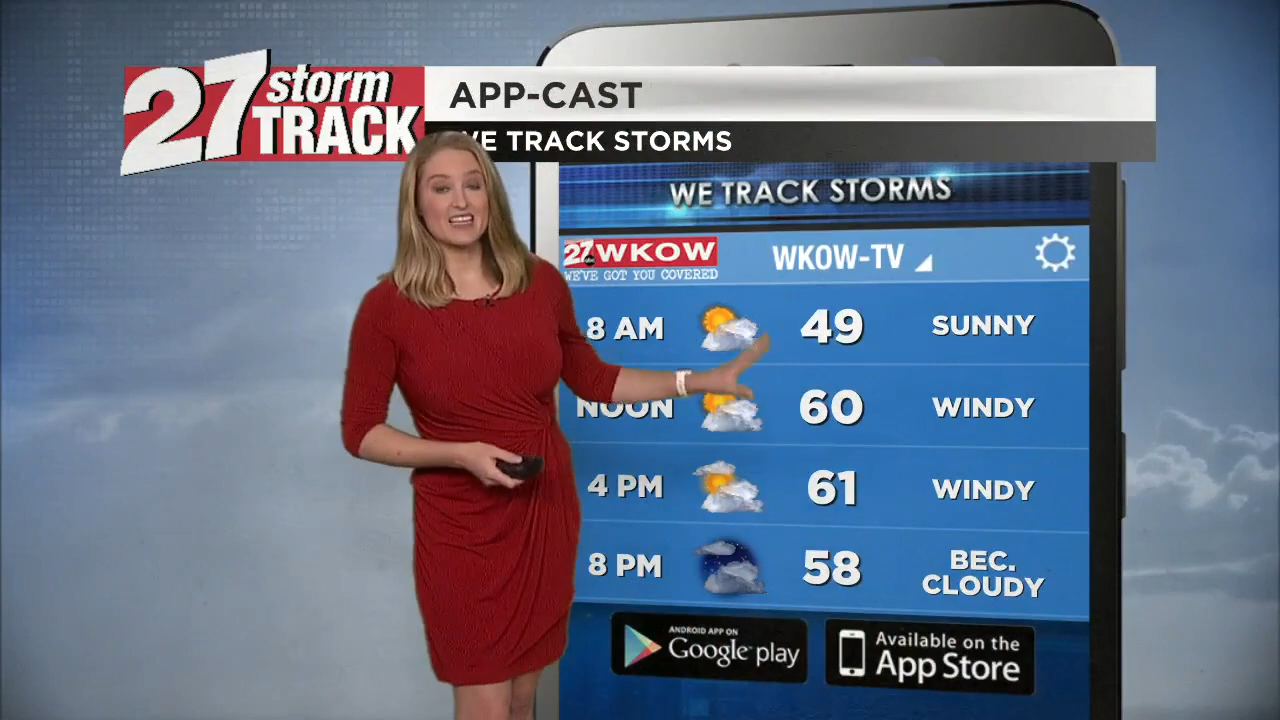 27 storm
TRACK
APP-CAST
WE TRACK STORMS
WE TRACK STORMS
27 WKOW
WE'VE GOT YOU COVERED
WKOW-TV
8 AM 49 SUNNY
NOON 60 WINDY
4 PM 61 WINDY
8 PM 58 BEC. CLOUDY
ANDROID APP ON
Google play
Available on the
App Store